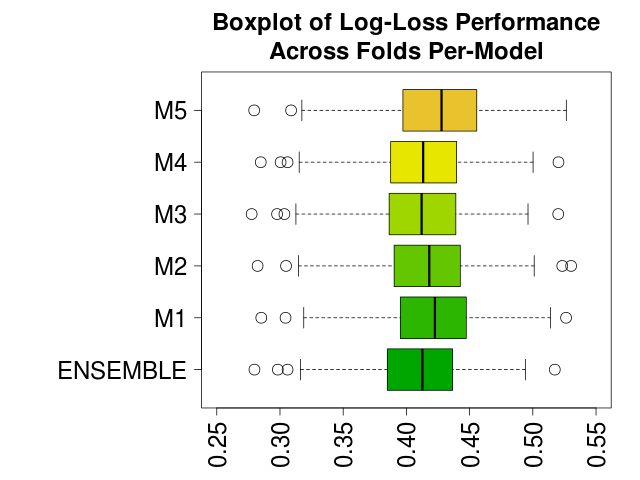 Boxplot of Log-Loss Performance
Across Folds Per-Model
M5
M4
M3
M2
M1
ENSEMBLE
0.25
0.30
0.35
0.40
0.45
0.50
0.55